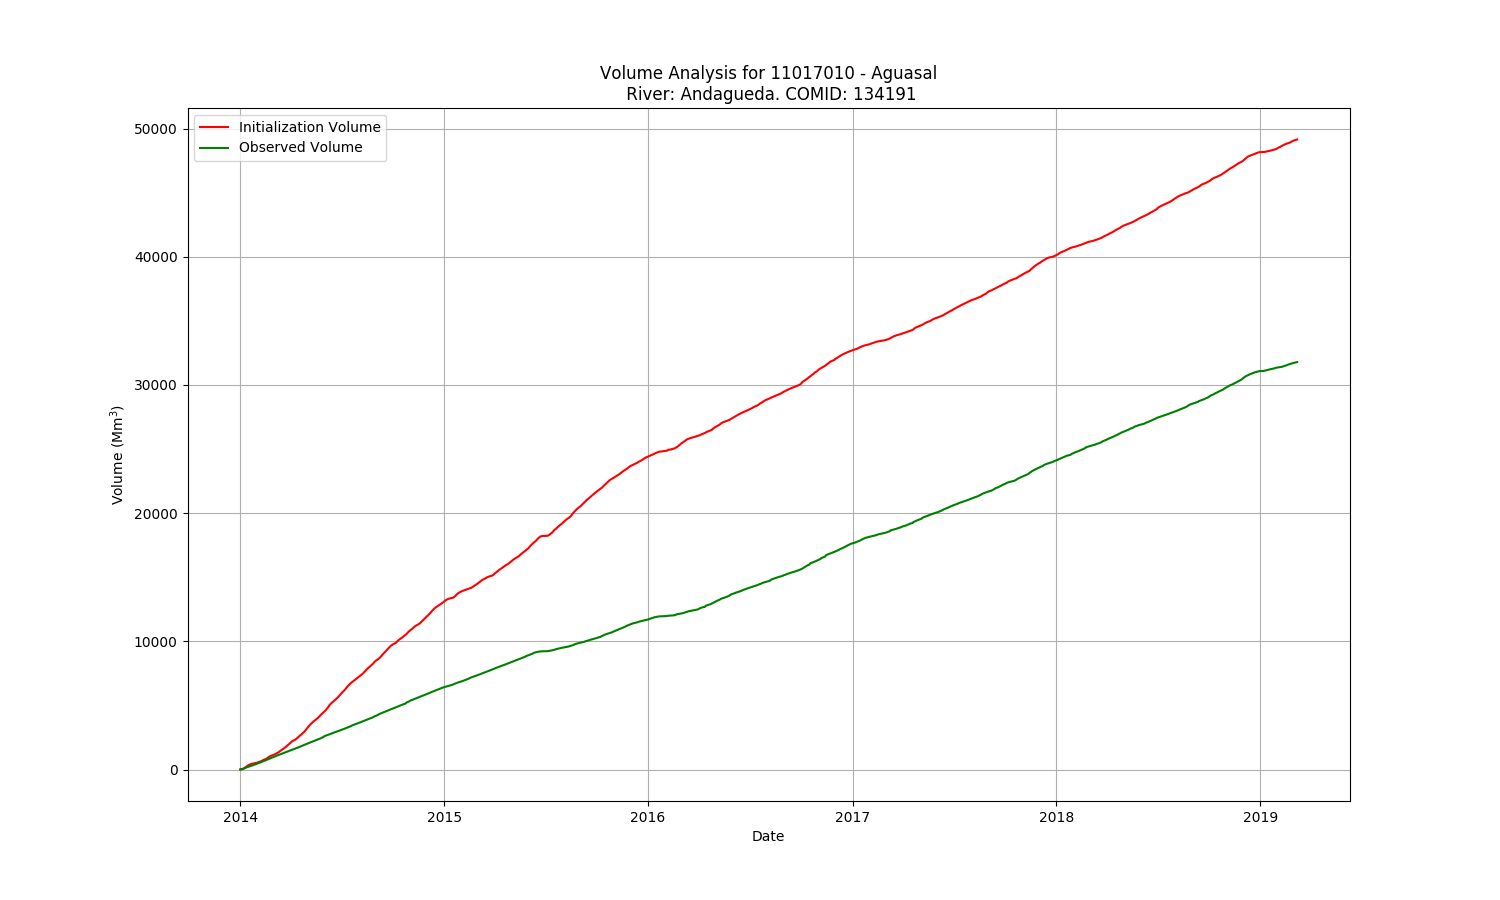 Volume Analysis for 11017010 - Aguasal
River: Andagueda. COMID: 134191
Initialization Volume
Observed Volume
50000
40000
30000
20000
10000
0
Volume (Mm³)
2014 2015 2016 2017 2018 2019
Date